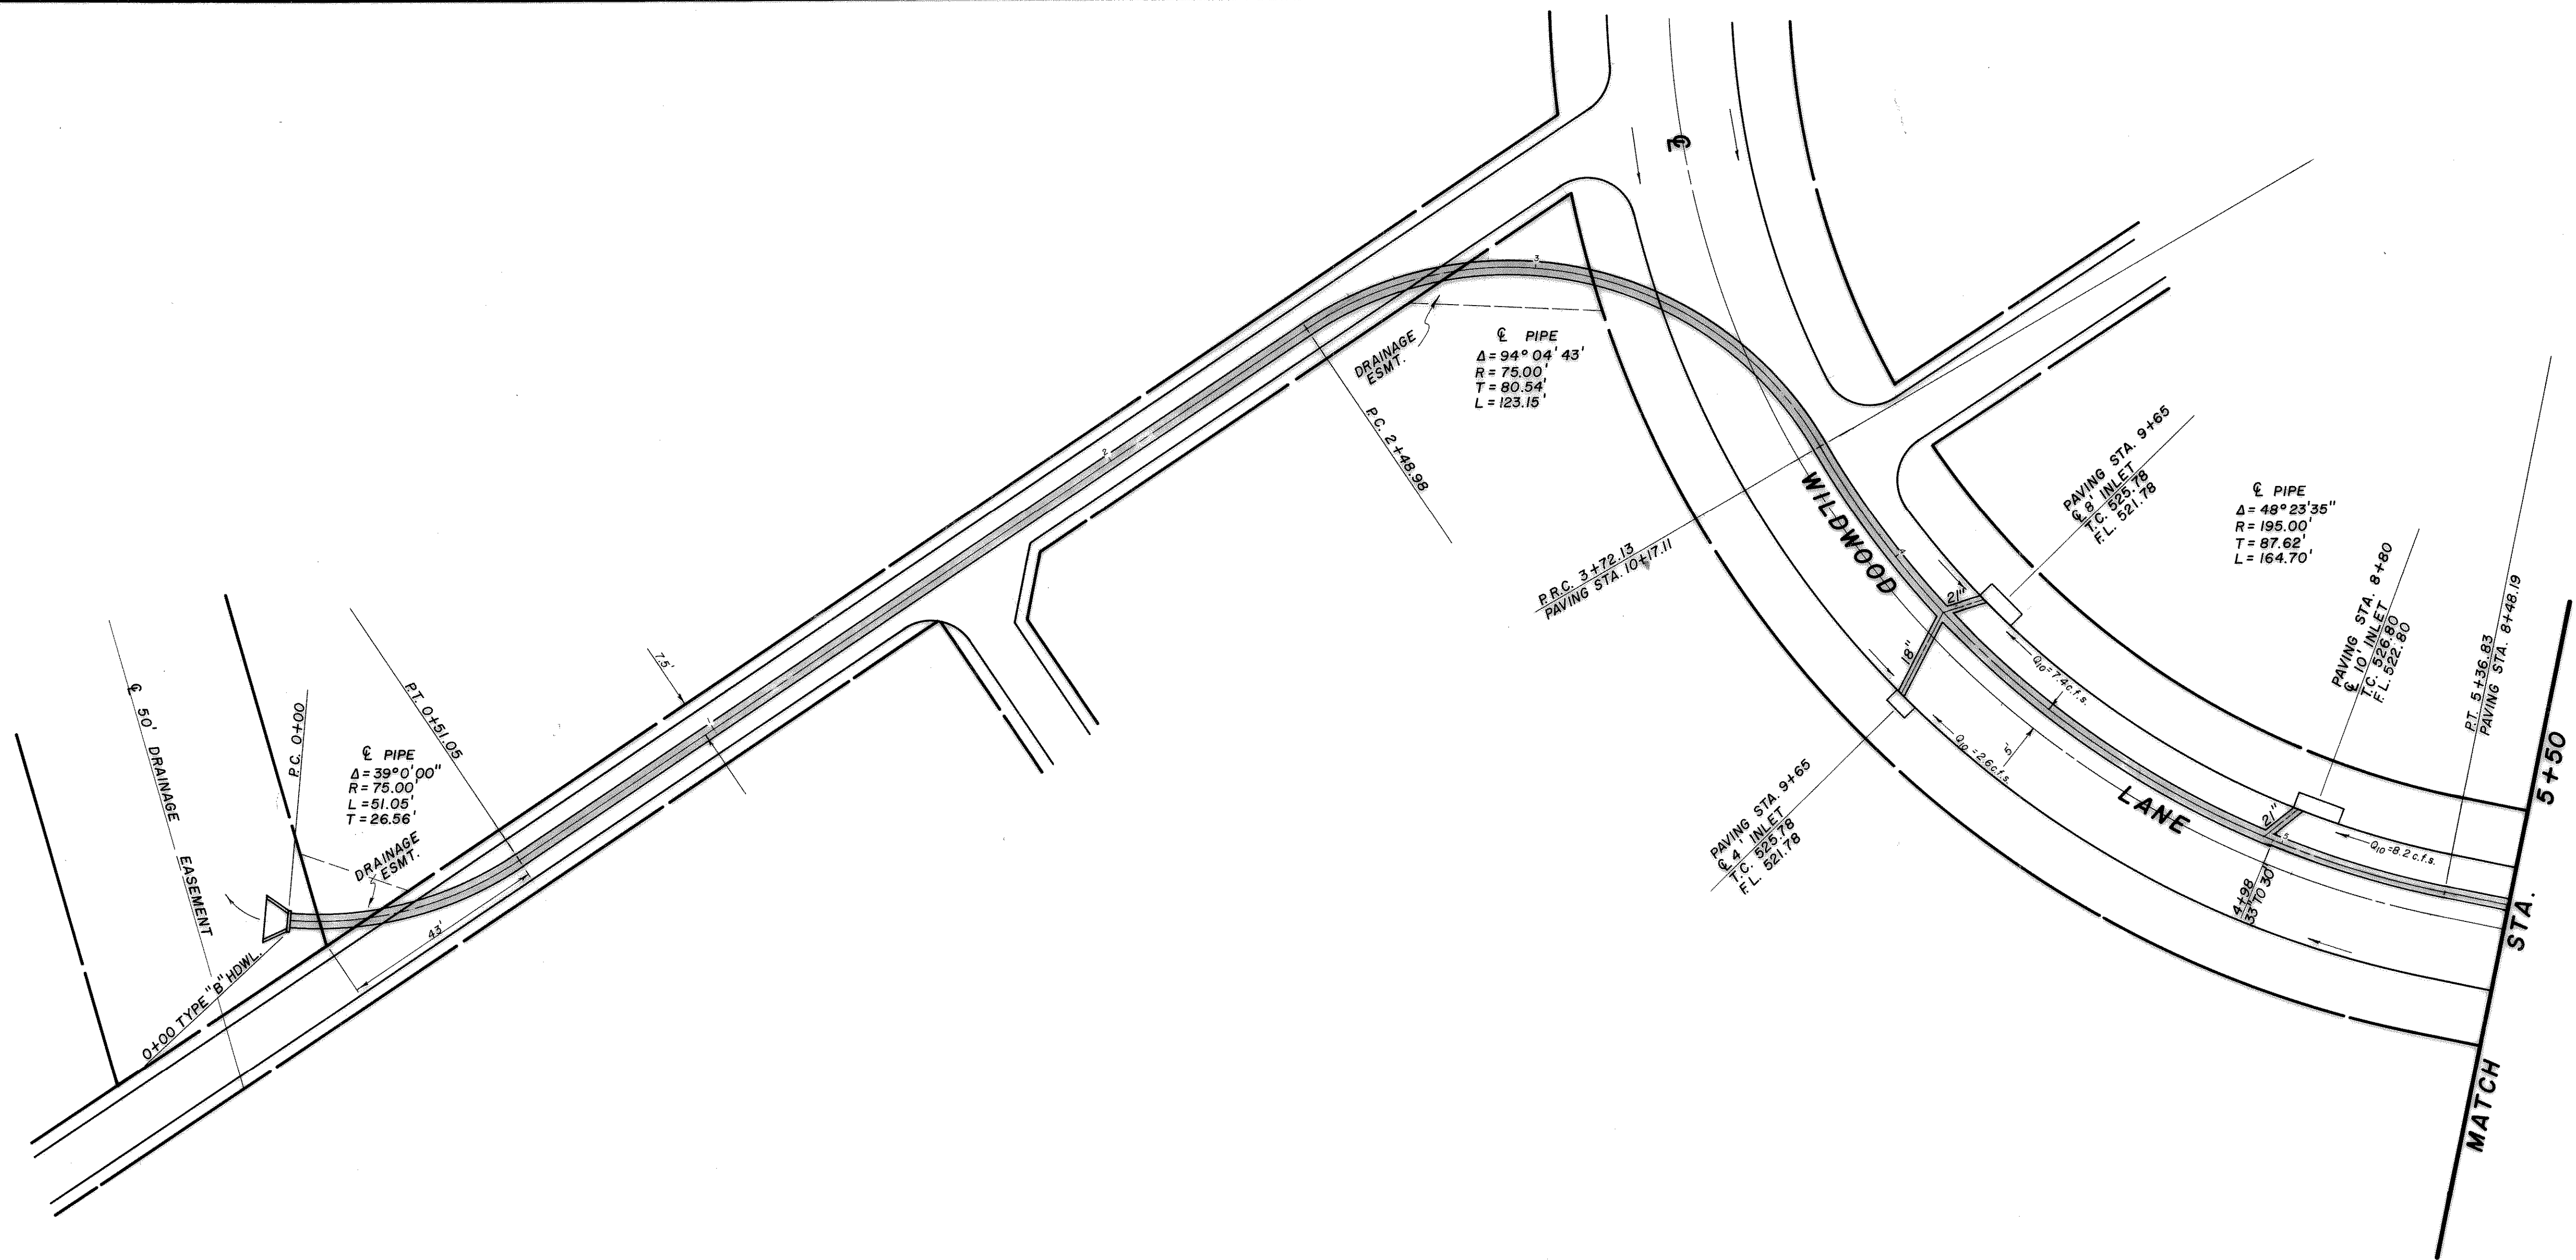 ℄ 50' DRAINAGE EASEMENT
P.C. 0+00
0+00 TYPE "B" HDWL.
℄ PIPE
Δ = 39° 0' 00"
R = 75.00'
L = 51.05'
T = 26.56'
DRAINAGE
ESMT.
P.T. 0+51.05
43'
7.5'
2
P.C. 2+48.98
DRAINAGE
ESMT.
3
℄ PIPE
Δ = 94° 04' 43"
R = 75.00'
T = 80.54'
L = 123.15'
℄
P.R.C. 3+72.13
PAVING STA. 10+17.11
WILDWOOD
LANE
4
21"
18"
PAVING STA. 9+65
℄ 8' INLET
T.C. 525.78
F.L. 521.78
PAVING STA. 9+65
℄ 4' INLET
T.C. 525.78
F.L. 521.78
Q10 = 7.4 c.f.s.
Q10 = 2.6 c.f.s.
5'
℄ PIPE
Δ = 48° 23' 35"
R = 195.00'
T = 87.62'
L = 164.70'
PAVING STA. 8+80
℄ 10' INLET
T.C. 526.80
F.L. 522.80
21"
5
Q10 = 8.2 c.f.s.
4+98
33" TO 30"
P.T. 5+36.83
PAVING STA. 8+48.19
MATCH STA. 5+50